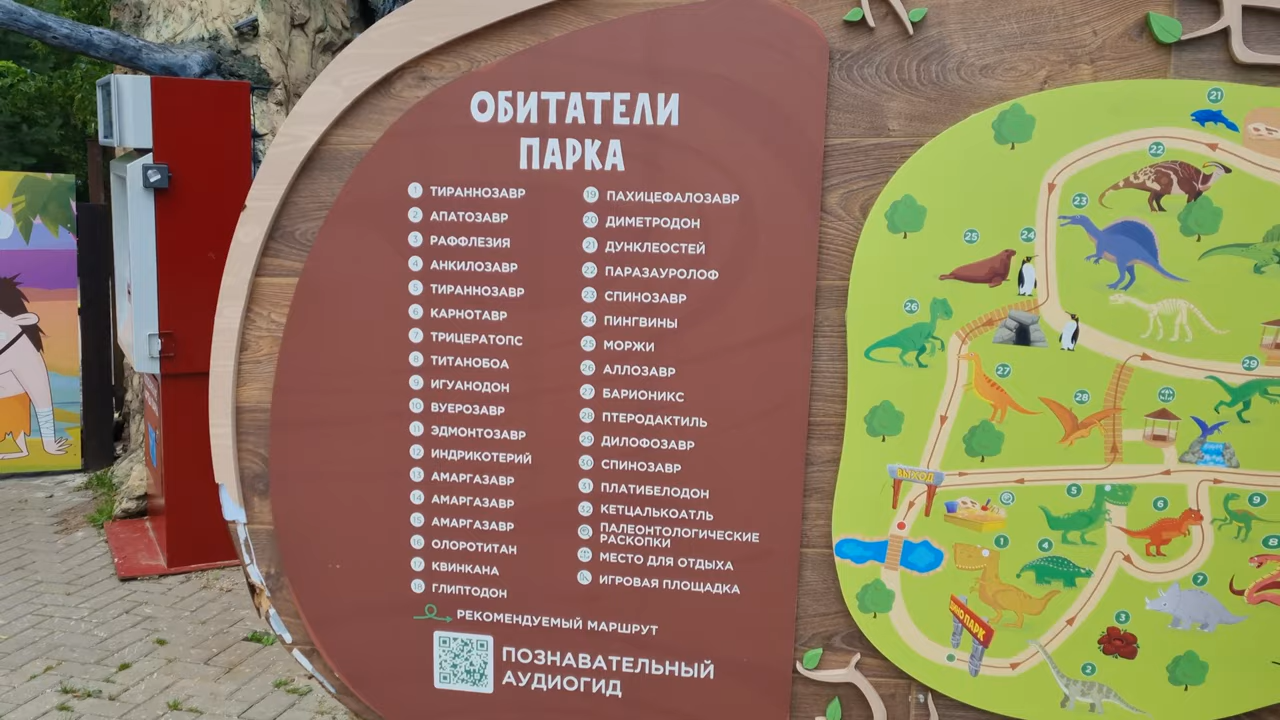 ОБИТАТЕЛИ
ПАРКА
1 ТИРАННОЗАВР
2 АПАТОЗАВР
3 РАФФЛЕЗИЯ
4 АНКИЛОЗАВР
5 ТИРАННОЗАВР
6 КАРНОТАВР
7 ТРИЦЕРАТОПС
8 ТИТАНОБОА
9 ИГУАНОДОН
10 ВУЕРОЗАВР
11 ЭДМОНТОЗАВР
12 ИНДРИКОТЕРИЙ
13 АМАРГАЗАВР
14 АМАРГАЗАВР
15 АМАРГАЗАВР
16 ОЛОРОТИТАН
17 КВИНКАНА
18 ГЛИПТОДОН
19 ПАХИЦЕФАЛОЗАВР
20 ДИМЕТРОДОН
21 ДУНКЛЕОСТЕЙ
22 ПАРАЗАУРОЛОФ
23 СПИНОЗАВР
24 ПИНГВИНЫ
25 МОРЖИ
26 АЛЛОЗАВР
27 БАРИОНИКС
28 ПТЕРОДАКТИЛЬ
29 ДИЛОФОЗАВР
30 СПИНОЗАВР
31 ПЛАТИБЕЛОДОН
32 КЕТЦАЛЬКОАТЛЬ
ПАЛЕОНТОЛОГИЧЕСКИЕ
РАСКОПКИ
МЕСТО ДЛЯ ОТДЫХА
ИГРОВАЯ ПЛОЩАДКА
РЕКОМЕНДУЕМЫЙ МАРШРУТ
ПОЗНАВАТЕЛЬНЫЙ
АУДИОГИД
21
22
23
25
24
26
27
28
29
ВЫХОД
5
6
9
1
4
8
7
ДИНО ПАРК
3
2